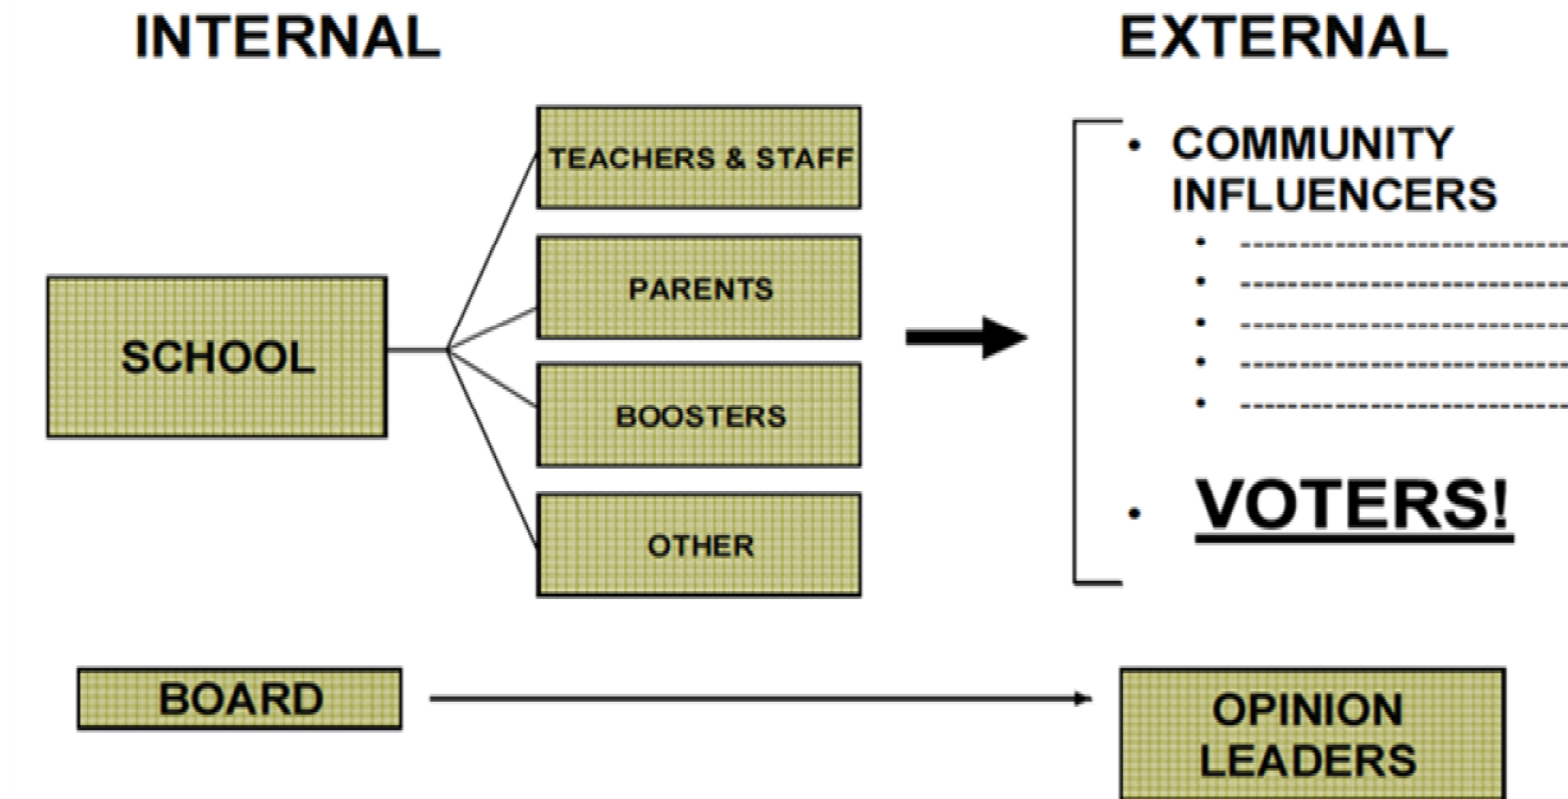 INTERNAL
EXTERNAL
TEACHERS & STAFF
PARENTS
SCHOOL
BOOSTERS
OTHER
• COMMUNITY
INFLUENCERS
• -----------------------------
• -----------------------------
• -----------------------------
• -----------------------------
• -----------------------------
• VOTERS!
BOARD
OPINION
LEADERS